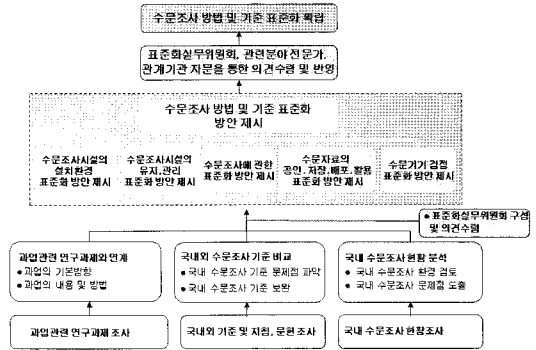 수문조사 방법 및 기준 표준화 확립
표준화실무위원회, 관련분야 전문가,
관계기관 자문을 통한 의견수렴 및 반영
수문조사 방법 및 기준 표준화
방안 제시
수문조사시설의
설치환경
표준화 방안 제시
수문조사시설의
유지.관리
표준화 방안 제시
수문조사에 관한
표준화 방안 제시
수문자료의
공인.저장.배포.활용
표준화 방안 제시
수문기기 검정
표준화 방안 제시
● 표준화실무위원회 구성
및 의견수렴
과업관련 연구과제와 연계
● 과업의 기본방향
● 과업의 내용 및 방법
국내외 수문조사 기준 비교
● 국내 수문조사 기준 문제점 파악
● 국내 수문조사 기준 보완
국내 수문조사 현황 분석
● 국내 수문조사 환경 검토
● 국내 수문조사 문제점 도출
과업관련 연구과제 조사
국내외 기준 및 지침, 문헌 조사
국내 수문조사 현황조사